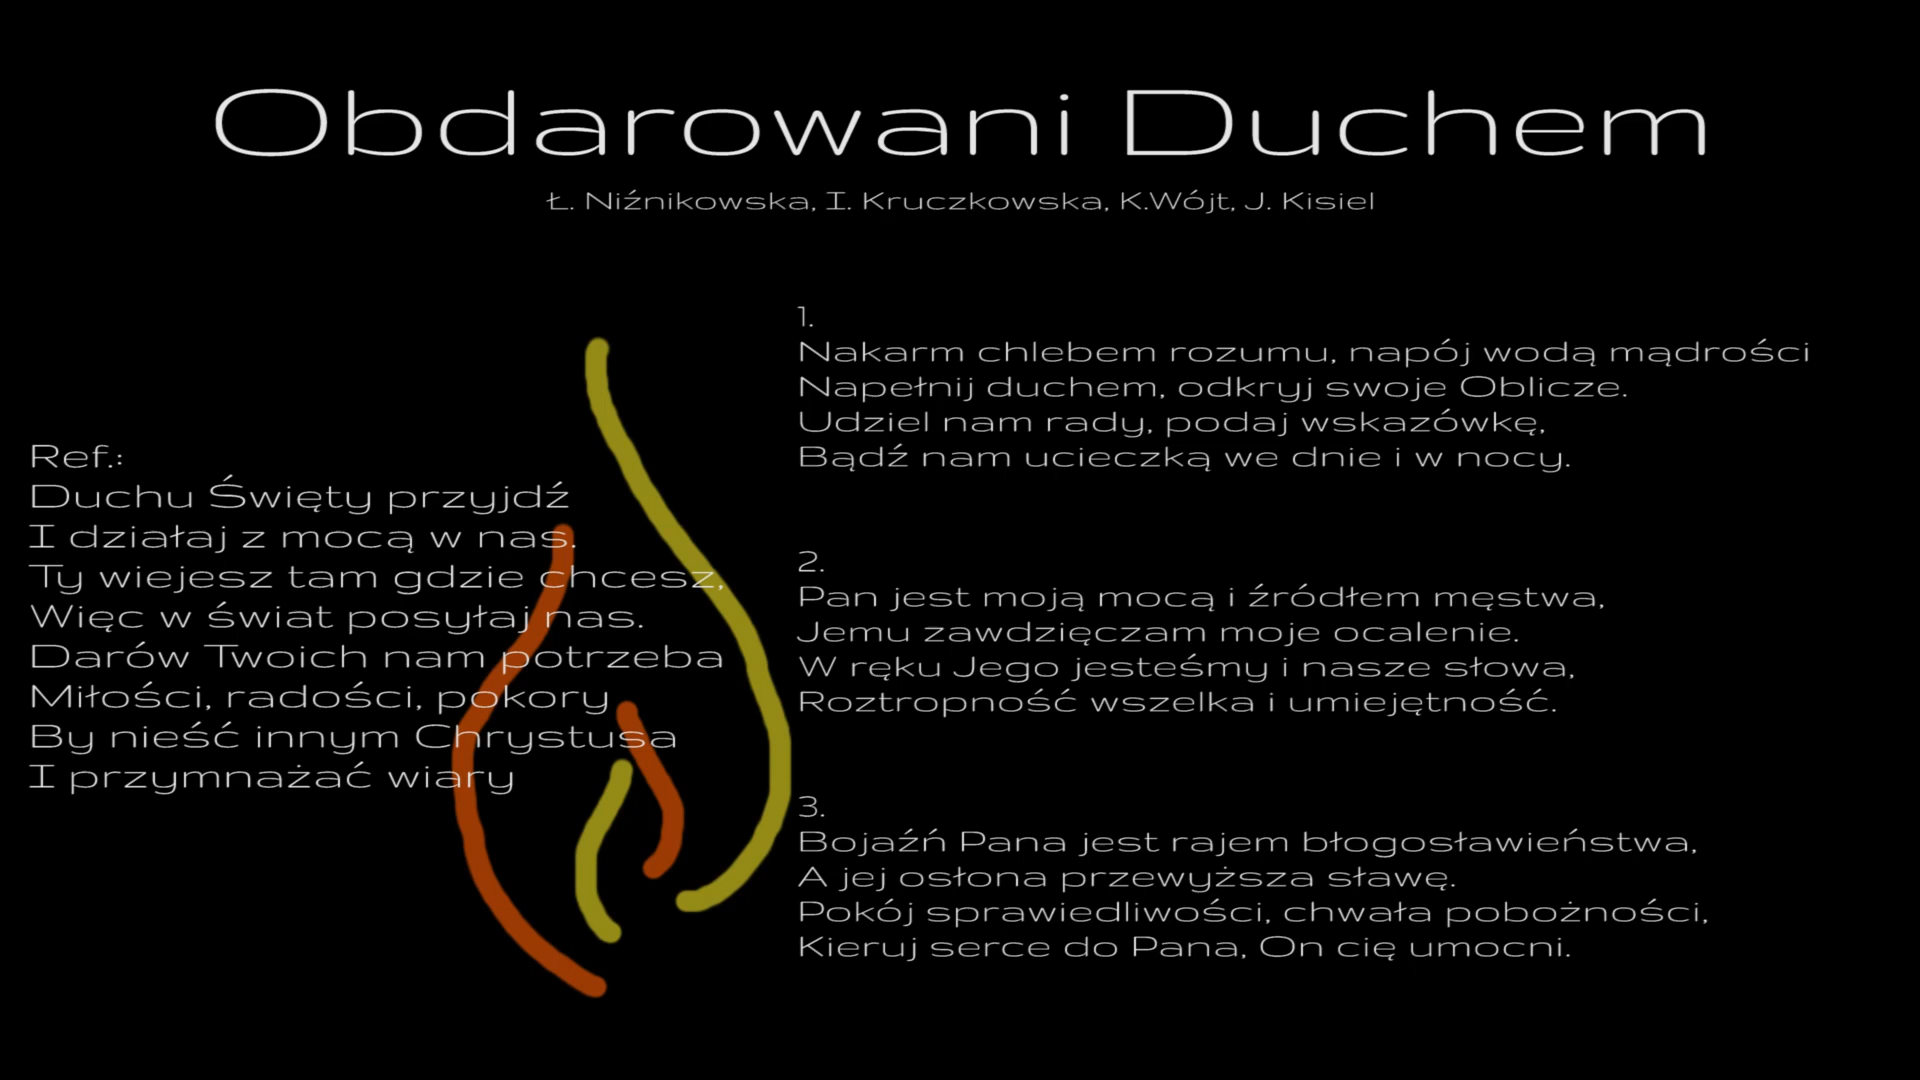 Obdarowani Duchem
Ł. Niźnikowska, I. Kruczkowska, K.Wójt, J. Kisiel
Ref.:
Duchu Święty przyjdź
I działaj z mocą w nas.
Ty wiejesz tam gdzie chcesz,
Więc w świat posyłaj nas.
Darów Twoich nam potrzeba
Miłości, radości, pokory
By nieść innym Chrystusa
I przymnażać wiary
1.
Nakarm chlebem rozumu, napój wodą mądrości
Napełnij duchem, odkryj swoje Oblicze.
Udziel nam rady, podaj wskazówkę,
Bądź nam ucieczką we dnie i w nocy.
2.
Pan jest moją mocą i źródłem męstwa,
Jemu zawdzięczam moje ocalenie.
W ręku Jego jesteśmy i nasze słowa,
Roztropność wszelka i umiejętność.
3.
Bojaźń Pana jest rajem błogosławieństwa,
A jej osłona przewyższa sławę.
Pokój sprawiedliwości, chwała pobożności,
Kieruj serce do Pana, On cię umocni.